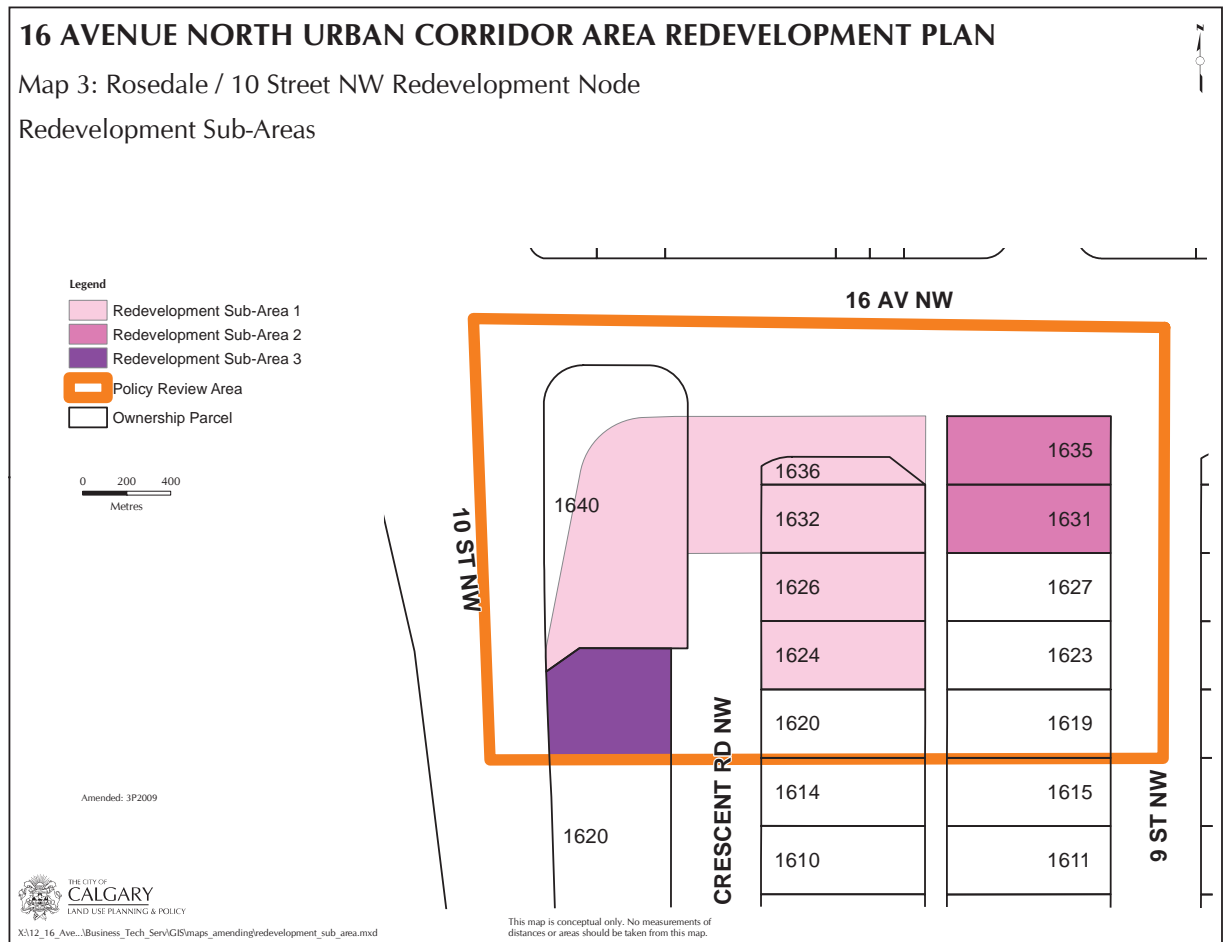 16 AVENUE NORTH URBAN CORRIDOR AREA REDEVELOPMENT PLAN
Map 3: Rosedale / 10 Street NW Redevelopment Node
Redevelopment Sub-Areas
N
Legend
Redevelopment Sub-Area 1
Redevelopment Sub-Area 2
Redevelopment Sub-Area 3
Policy Review Area
Ownership Parcel
0 200 400
Metres
16 AV NW
10 ST NW
CRESCENT RD NW
9 ST NW
1640
1636
1632
1626
1624
1620
1614
1610
1635
1631
1627
1623
1619
1615
1611
1620
Amended: 3P2009
THE CITY OF
CALGARY
LAND USE PLANNING & POLICY
X:\12_16_Ave...\Business_Tech_Serv\GIS\maps_amending\redevelopment_sub_area.mxd
This map is conceptual only. No measurements of
distances or areas should be taken from this map.